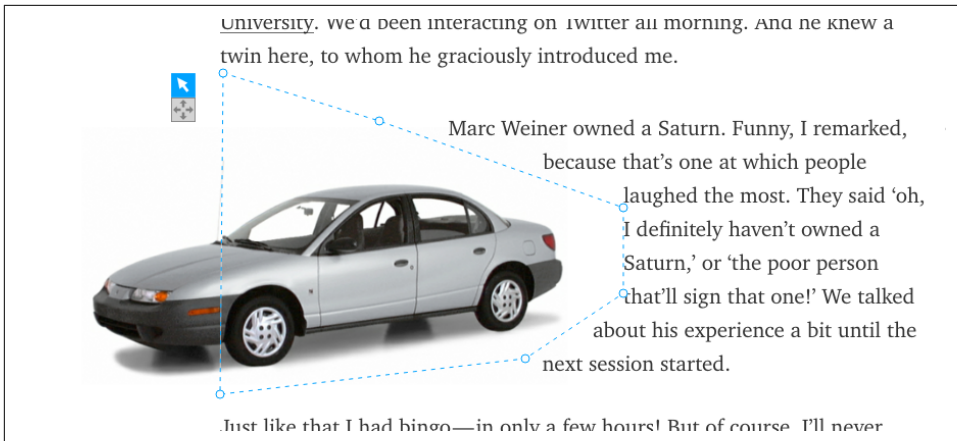 University. We’d been interacting on Twitter all morning. And he knew a
twin here, to whom he graciously introduced me.
Marc Weiner owned a Saturn. Funny, I remarked,
because that’s one at which people
laughed the most. They said ‘oh,
I definitely haven’t owned a
Saturn,’ or ‘the poor person
that’ll sign that one!’ We talked
about his experience a bit until the
next session started.
Just like that I had bingo—in only a few hours! But of course, I’ll never